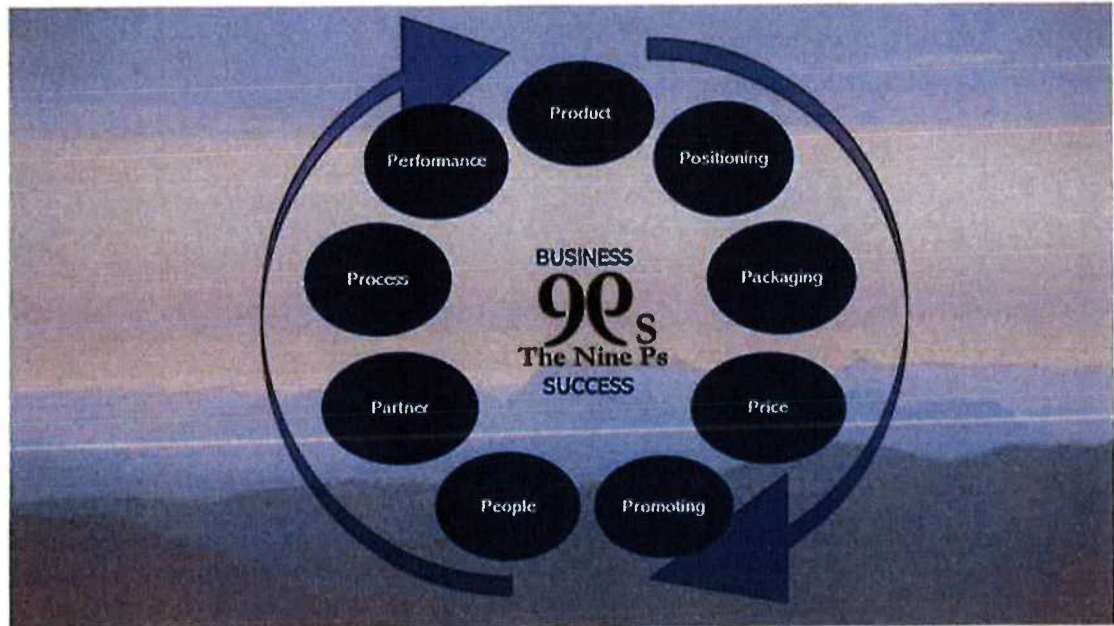 Product
Positioning
Packaging
Price
Promoting
People
Partner
Process
Performance
BUSINESS
9Ps
The Nine Ps
SUCCESS